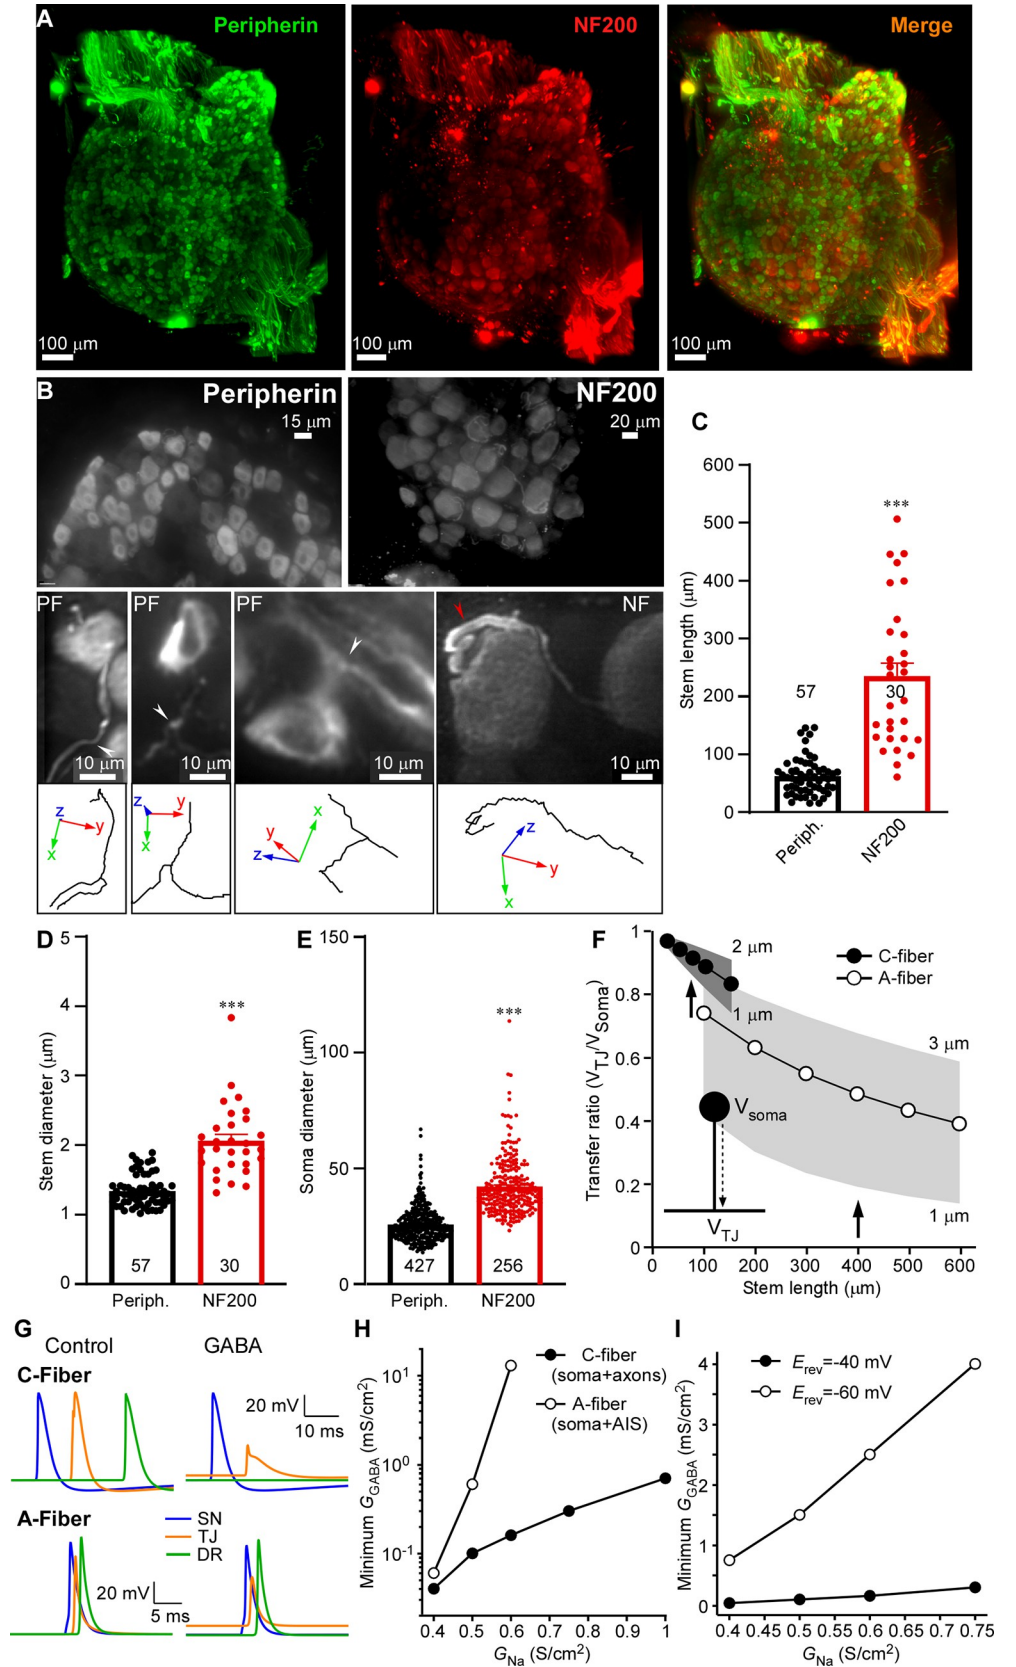 A
Peripherin
NF200
Merge
100 μm
100 μm
100 μm
B
Peripherin
15 μm
NF200
20 μm
PF
PF
PF
NF
10 μm
10 μm
10 μm
10 μm
z
y
x
z
y
x
y
x
z
z
y
x
C
600
500
400
300
200
100
0
Stem length (μm)
***
57
30
Periph.
NF200
D
5
4
3
2
1
0
Stem diameter (μm)
***
57
30
Periph.
NF200
E
150
100
50
0
Soma diameter (μm)
***
427
256
Periph.
NF200
F
1
0.8
0.6
0.4
0.2
0
Transfer ratio (VTJ/VSoma)
2 μm
1 μm
3 μm
1 μm
C-fiber
A-fiber
Vsoma
VTJ
0 100 200 300 400 500 600
Stem length (μm)
G
Control
GABA
C-Fiber
20 mV
10 ms
A-Fiber
SN
TJ
DR
20 mV
5 ms
H
C-fiber
(soma+axons)
A-fiber
(soma+AIS)
10¹
10⁰
10⁻¹
Minimum GGABA (mS/cm²)
0.4 0.5 0.6 0.7 0.8 0.9 1
GNa (S/cm²)
I
Erev=-40 mV
Erev=-60 mV
4
3
2
1
0
Minimum GGABA (mS/cm²)
0.4 0.45 0.5 0.55 0.6 0.65 0.7 0.75
GNa (S/cm²)